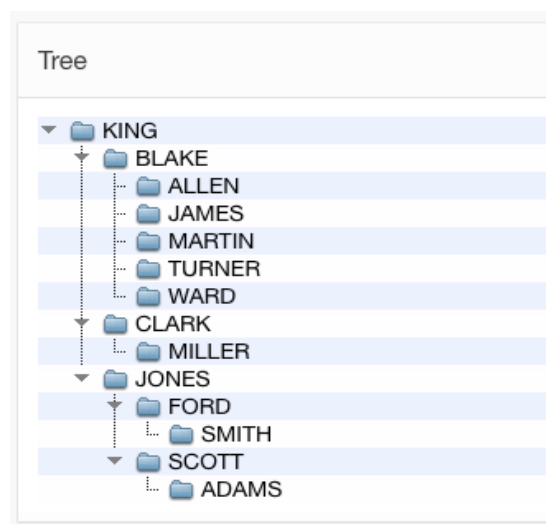 Tree
KING
BLAKE
ALLEN
JAMES
MARTIN
TURNER
WARD
CLARK
MILLER
JONES
FORD
SMITH
SCOTT
ADAMS